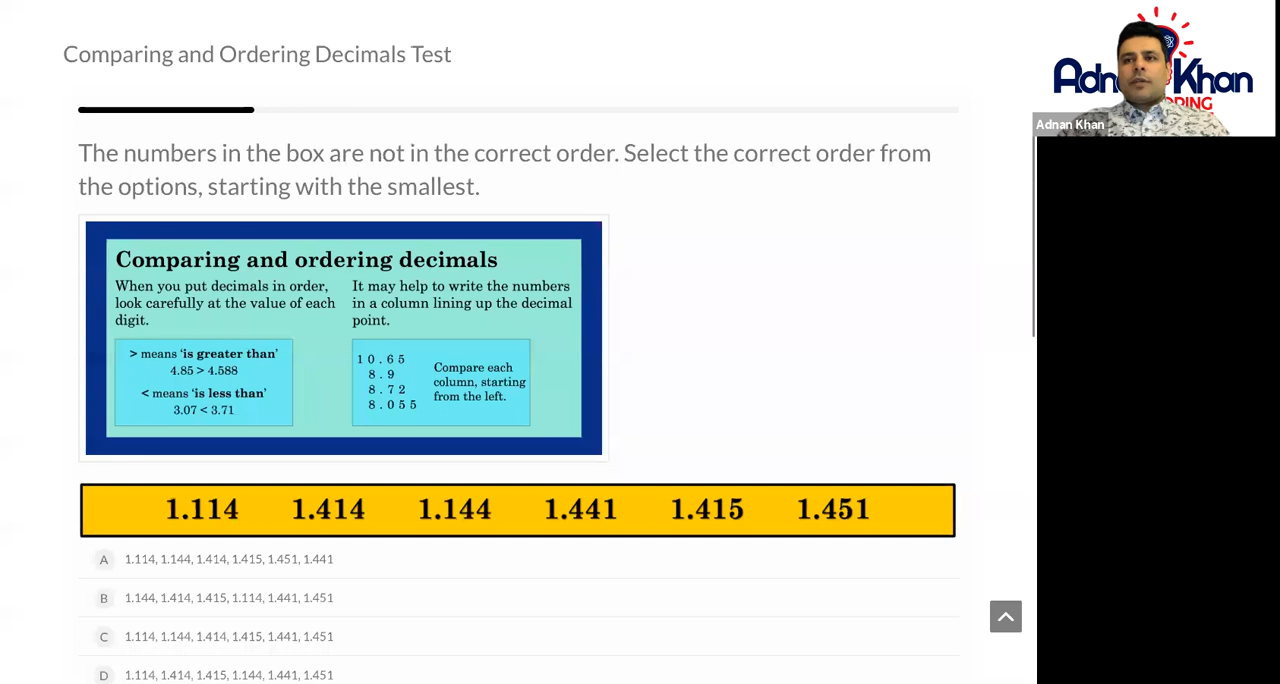 Comparing and Ordering Decimals Test
The numbers in the box are not in the correct order. Select the correct order from
the options, starting with the smallest.
Comparing and ordering decimals
When you put decimals in order,
look carefully at the value of each
digit.
> means ‘is greater than’
4.85 > 4.588
< means ‘is less than’
3.07 < 3.71
It may help to write the numbers
in a column lining up the decimal
point.
10.65
8.9
8.72
8.055
Compare each
column, starting
from the left.
1.114 1.414 1.144 1.441 1.415 1.451
A 1.114, 1.144, 1.414, 1.415, 1.451, 1.441
B 1.144, 1.414, 1.415, 1.114, 1.441, 1.451
C 1.114, 1.144, 1.414, 1.415, 1.441, 1.451
D 1.114, 1.414, 1.415, 1.144, 1.441, 1.451
Khan
Adnan Khan